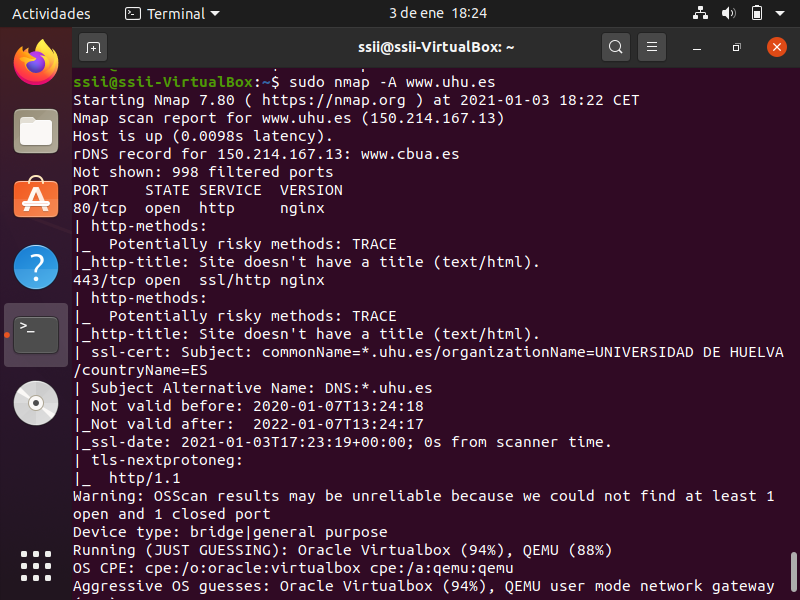 Actividades
Terminal
3 de ene 18:24
ssii@ssii-VirtualBox: ~
ssii@ssii-VirtualBox:~$ sudo nmap -A www.uhu.es
Starting Nmap 7.80 ( https://nmap.org ) at 2021-01-03 18:22 CET
Nmap scan report for www.uhu.es (150.214.167.13)
Host is up (0.0098s latency).
rDNS record for 150.214.167.13: www.cbua.es
Not shown: 998 filtered ports
PORT    STATE SERVICE  VERSION
80/tcp  open  http     nginx
| http-methods:
|_  Potentially risky methods: TRACE
|_http-title: Site doesn't have a title (text/html).
443/tcp open  ssl/http nginx
| http-methods:
|_  Potentially risky methods: TRACE
|_http-title: Site doesn't have a title (text/html).
| ssl-cert: Subject: commonName=*.uhu.es/organizationName=UNIVERSIDAD DE HUELVA
/countryName=ES
| Subject Alternative Name: DNS:*.uhu.es
| Not valid before: 2020-01-07T13:24:18
|_Not valid after:  2022-01-07T13:24:17
|_ssl-date: 2021-01-03T17:23:19+00:00; 0s from scanner time.
| tls-nextprotoneg:
|_  http/1.1
Warning: OSScan results may be unreliable because we could not find at least 1
open and 1 closed port
Device type: bridge|general purpose
Running (JUST GUESSING): Oracle Virtualbox (94%), QEMU (88%)
OS CPE: cpe:/o:oracle:virtualbox cpe:/a:qemu:qemu
Aggressive OS guesses: Oracle Virtualbox (94%), QEMU user mode network gateway